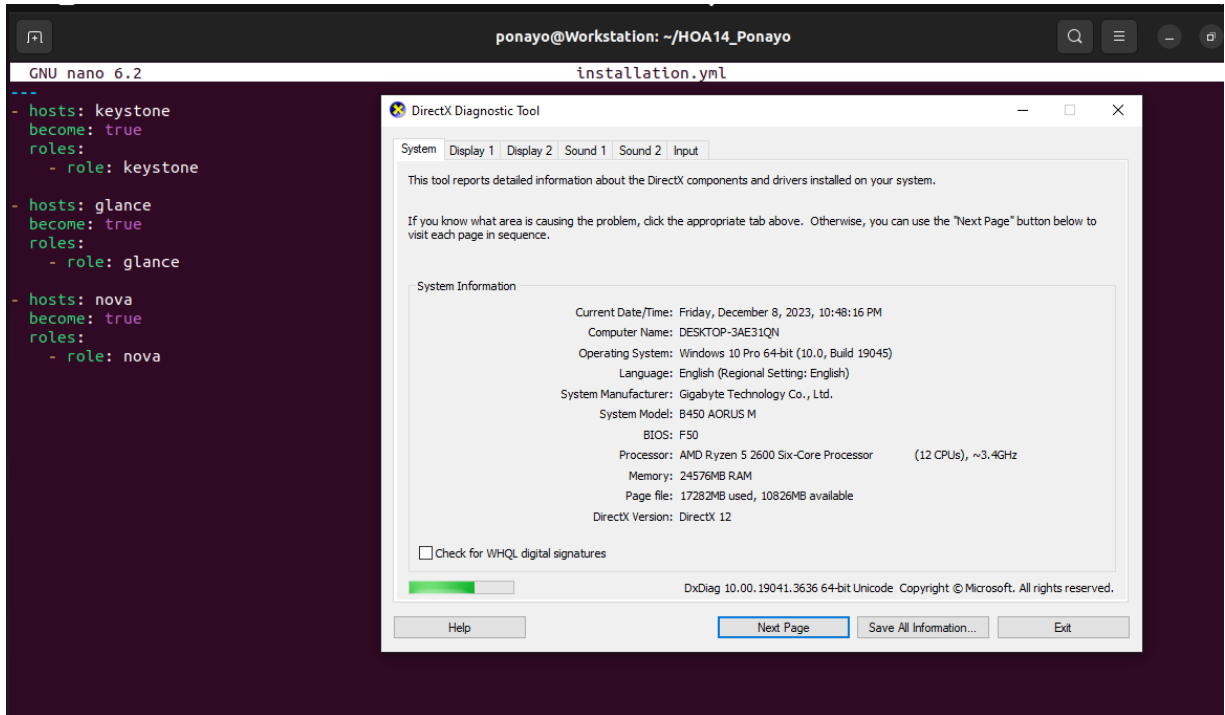 ponayo@Workstation: ~/HOA14_Ponayo
GNU nano 6.2 installation.yml
---
- hosts: keystone
become: true
roles:
- role: keystone
- hosts: glance
become: true
roles:
- role: glance
- hosts: nova
become: true
roles:
- role: nova
DirectX Diagnostic Tool
System Display 1 Display 2 Sound 1 Sound 2 Input
This tool reports detailed information about the DirectX components and drivers installed on your system.
If you know what area is causing the problem, click the appropriate tab above. Otherwise, you can use the "Next Page" button below to
visit each page in sequence.
System Information
Current Date/Time: Friday, December 8, 2023, 10:48:16 PM
Computer Name: DESKTOP-3AE31QN
Operating System: Windows 10 Pro 64-bit (10.0, Build 19045)
Language: English (Regional Setting: English)
System Manufacturer: Gigabyte Technology Co., Ltd.
System Model: B450 AORUS M
BIOS: F50
Processor: AMD Ryzen 5 2600 Six-Core Processor (12 CPUs), ~3.4GHz
Memory: 24576MB RAM
Page file: 17282MB used, 10826MB available
DirectX Version: DirectX 12
Check for WHQL digital signatures
DxDiag 10.00.19041.3636 64-bit Unicode Copyright © Microsoft. All rights reserved.
Help Next Page Save All Information... Exit